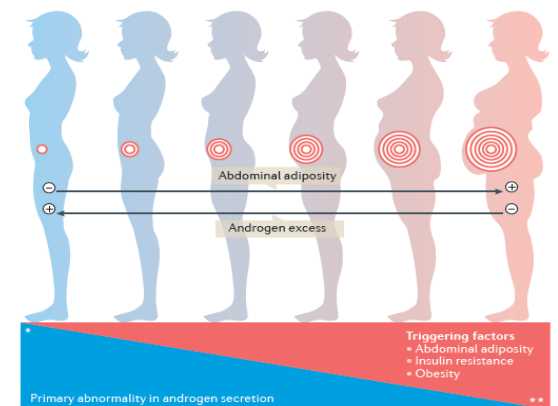 Abdominal adiposity
− +
+ −
Androgen excess
*
Triggering factors
• Abdominal adiposity
• Insulin resistance
• Obesity
Primary abnormality in androgen secretion
**